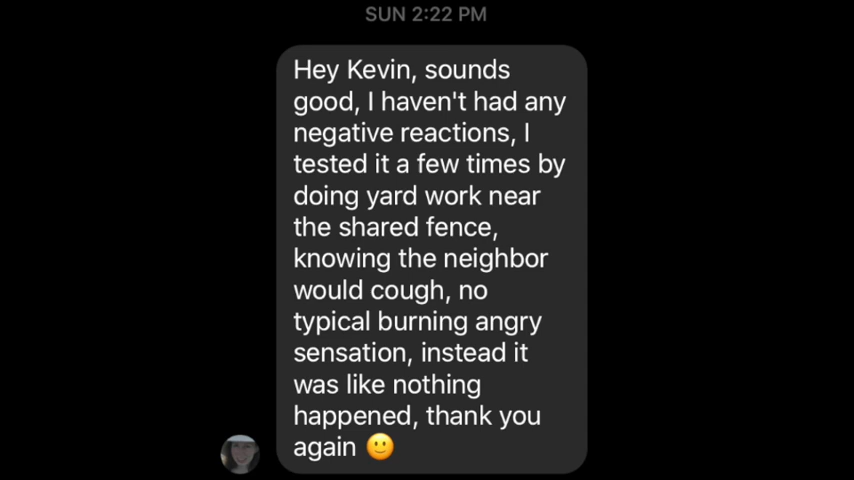 SUN 2:22 PM
Hey Kevin, sounds
good, I haven't had any
negative reactions, I
tested it a few times by
doing yard work near
the shared fence,
knowing the neighbor
would cough, no
typical burning angry
sensation, instead it
was like nothing
happened, thank you
again 🙂